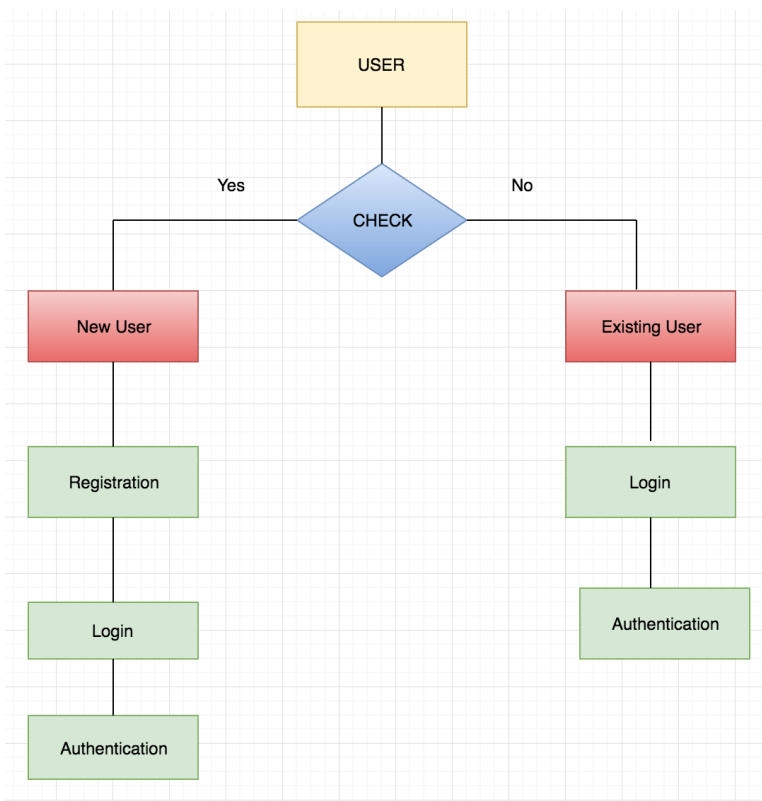 USER
Yes
No
CHECK
New User
Existing User
Registration
Login
Login
Authentication
Authentication